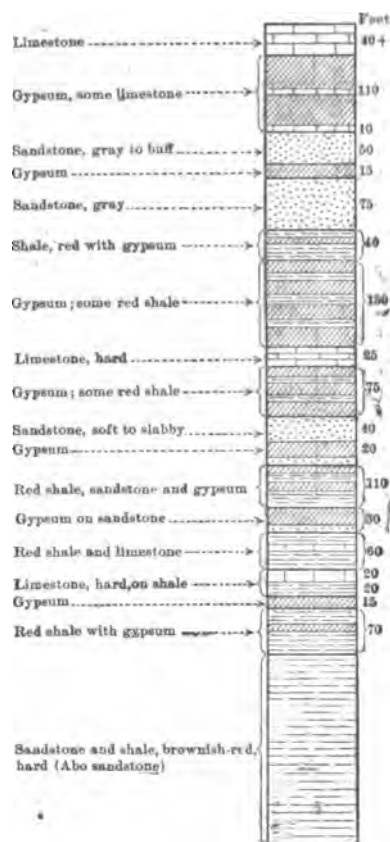 Feet
Limestone 40+
Gypsum, some limestone 110
10
Sandstone, gray to buff 50
Gypsum 15
Sandstone, gray 75
Shale, red with gypsum 40
Gypsum; some red shale
Limestone, hard 25
Gypsum; some red shale 75
Sandstone, soft to slabby 40
Gypsum 20
Red shale, sandstone and gypsum 110
Gypsum on sandstone
Red shale and limestone 60
20
Limestone, hard, on shale 20
Gypsum 15
Red shale with gypsum 70
Sandstone and shale, brownish-red,
hard (Abo sandstone)